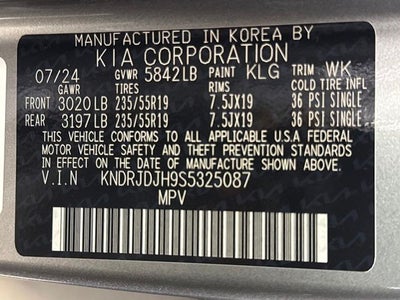 MANUFACTURED IN KOREA BY
KIA CORPORATION
07/24 GVWR 5842LB PAINT KLG TRIM WK
GAWR TIRES RIMS COLD TIRE INFL
FRONT 3020LB 235/55R19 7.5JX19 36 PSI SINGLE
REAR 3197LB 235/55R19 7.5JX19 36 PSI SINGLE
THIS VEHICLE CONFORMS TO ALL APPLICABLE U.S.A FEDERAL
MOTOR VEHICLE SAFETY AND THEFT PREVENTION STANDARDS
IN EFFECT ON THE DATE OF MANUFACTURE SHOWN ABOVE.
V.I.N KNDRJDJH9S5325087
MPV